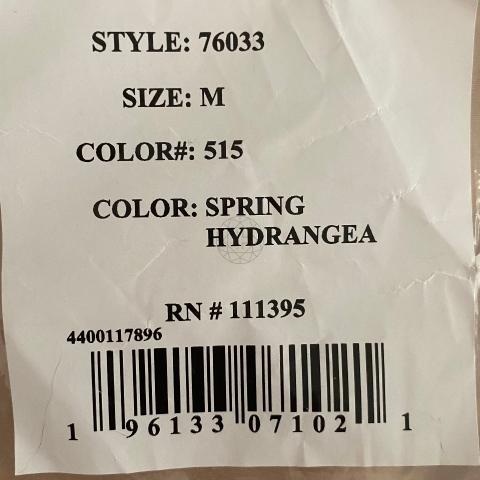 STYLE: 76033
SIZE: M
COLOR#: 515
COLOR: SPRING
HYDRANGEA
RN # 111395
4400117896
1 96133 07102 1